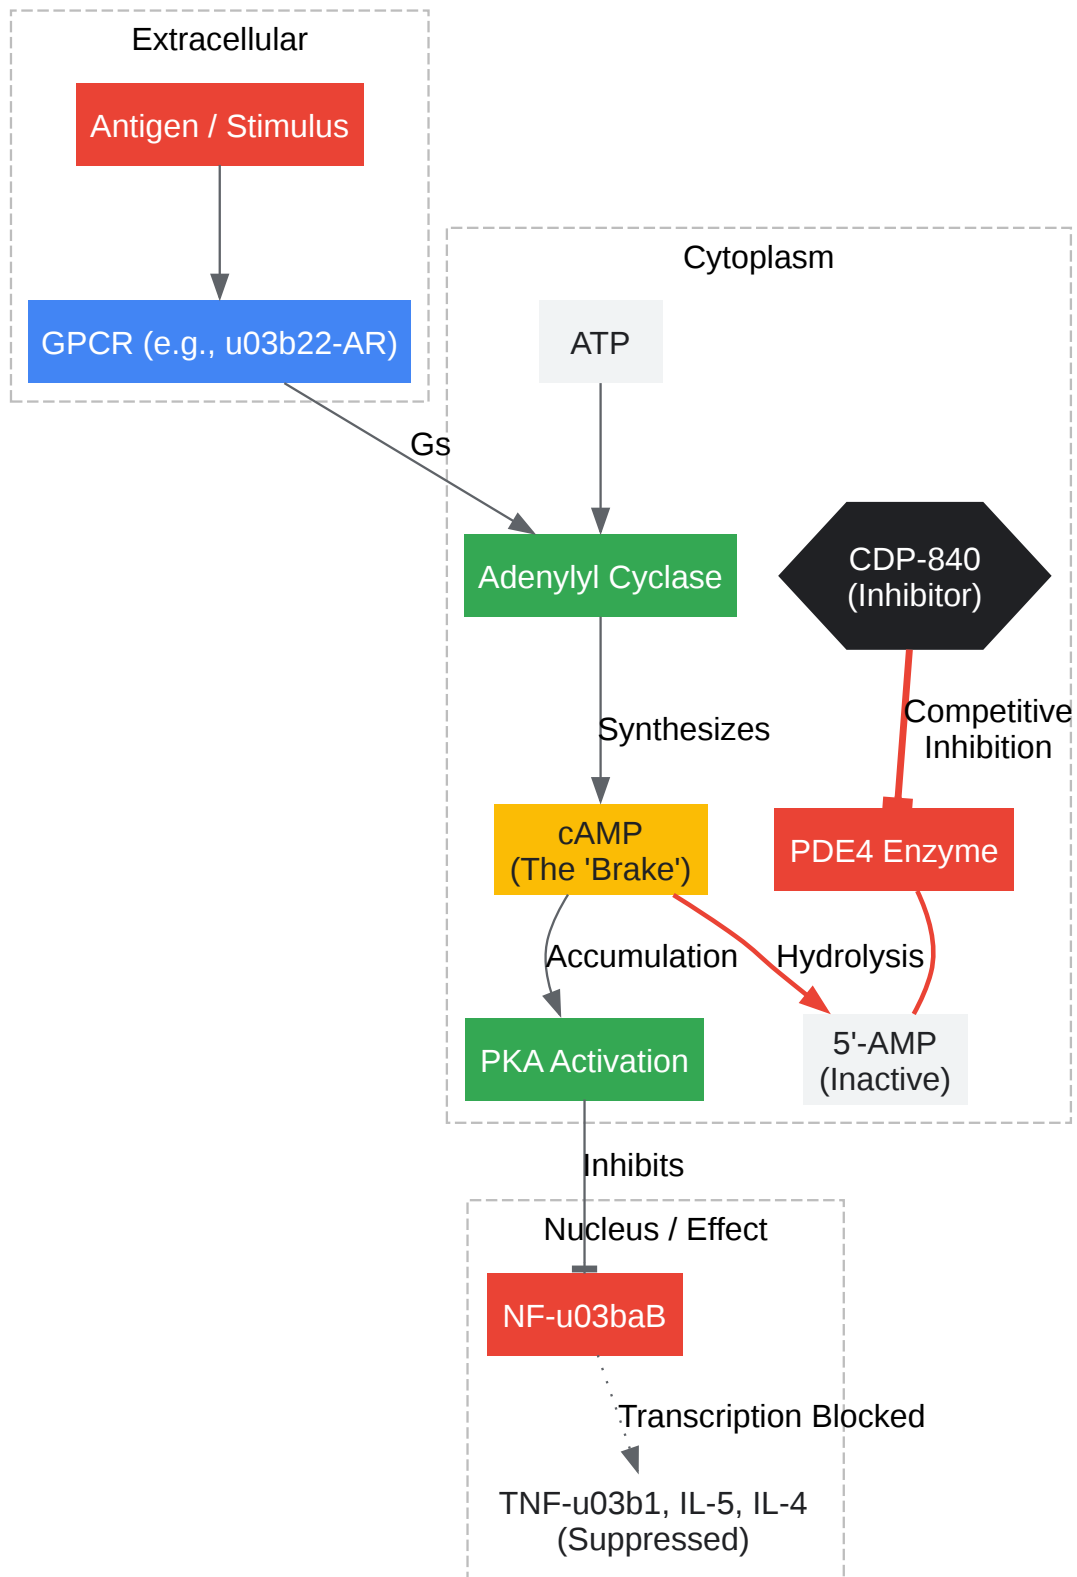 Extracellular
Antigen / Stimulus
GPCR (e.g., u03b22-AR)
Cytoplasm
ATP
Gs
Adenylyl Cyclase
CDP-840
(Inhibitor)
Synthesizes
Competitive
Inhibition
cAMP
(The 'Brake')
PDE4 Enzyme
Accumulation
Hydrolysis
PKA Activation
5'-AMP
(Inactive)
Inhibits
Nucleus / Effect
NF-u03baB
Transcription Blocked
TNF-u03b1, IL-5, IL-4
(Suppressed)